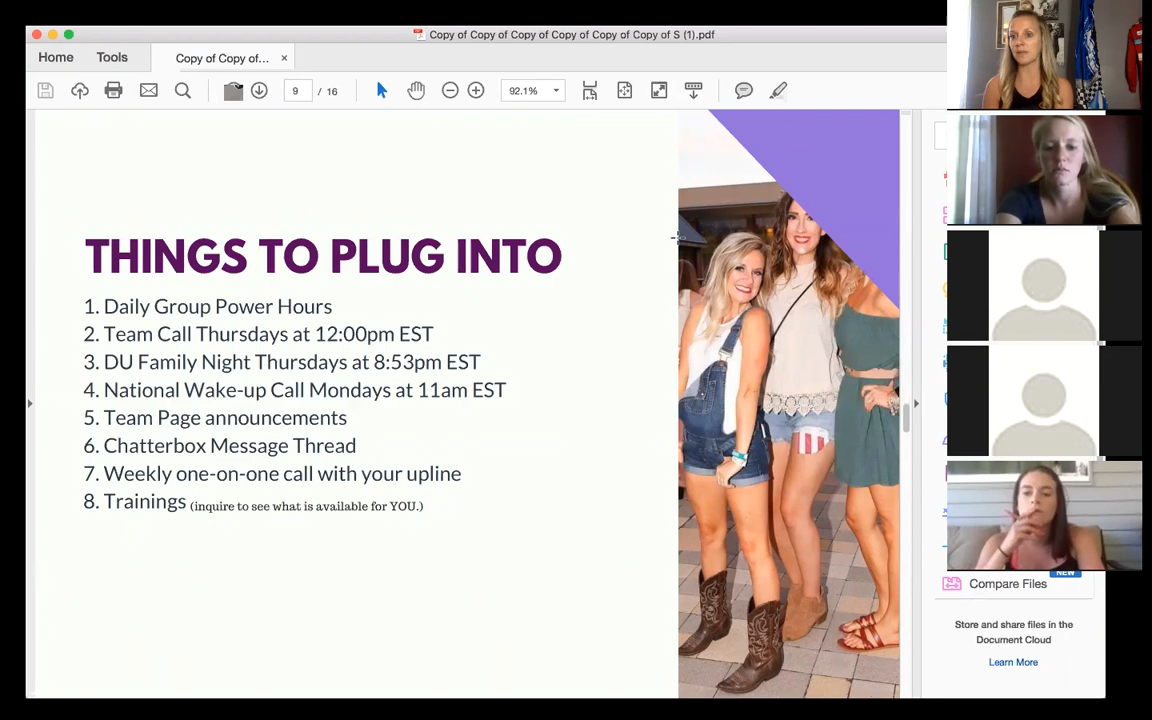 Copy of Copy of Copy of Copy of Copy of Copy of S (1).pdf
Home Tools Copy of Copy of... ×
9 / 16 92.1%
THINGS TO PLUG INTO
1. Daily Group Power Hours
2. Team Call Thursdays at 12:00pm EST
3. DU Family Night Thursdays at 8:53pm EST
4. National Wake-up Call Mondays at 11am EST
5. Team Page announcements
6. Chatterbox Message Thread
7. Weekly one-on-one call with your upline
8. Trainings (inquire to see what is available for YOU.)
NEW
Compare Files
Store and share files in the
Document Cloud
Learn More